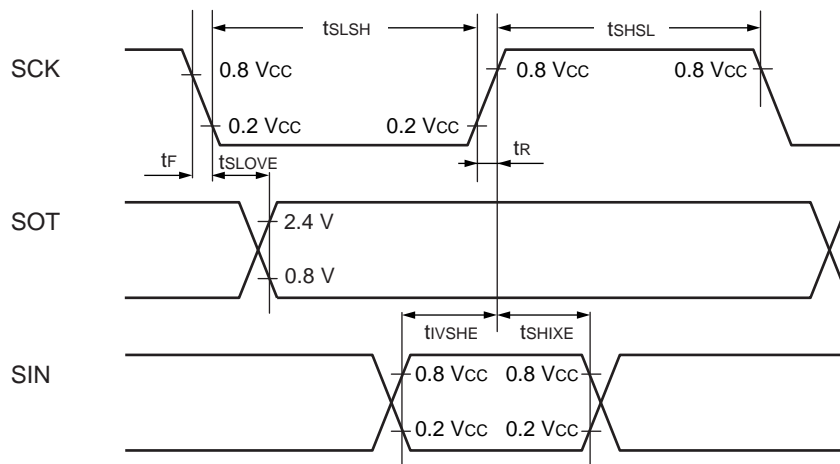 tSLSH
tSHSL
SCK
0.8 VCC
0.8 VCC
0.8 VCC
0.2 VCC
0.2 VCC
tF
tSLOVE
tR
SOT
2.4 V
0.8 V
tIVSHE
tSHIXE
SIN
0.8 VCC
0.8 VCC
0.2 VCC
0.2 VCC